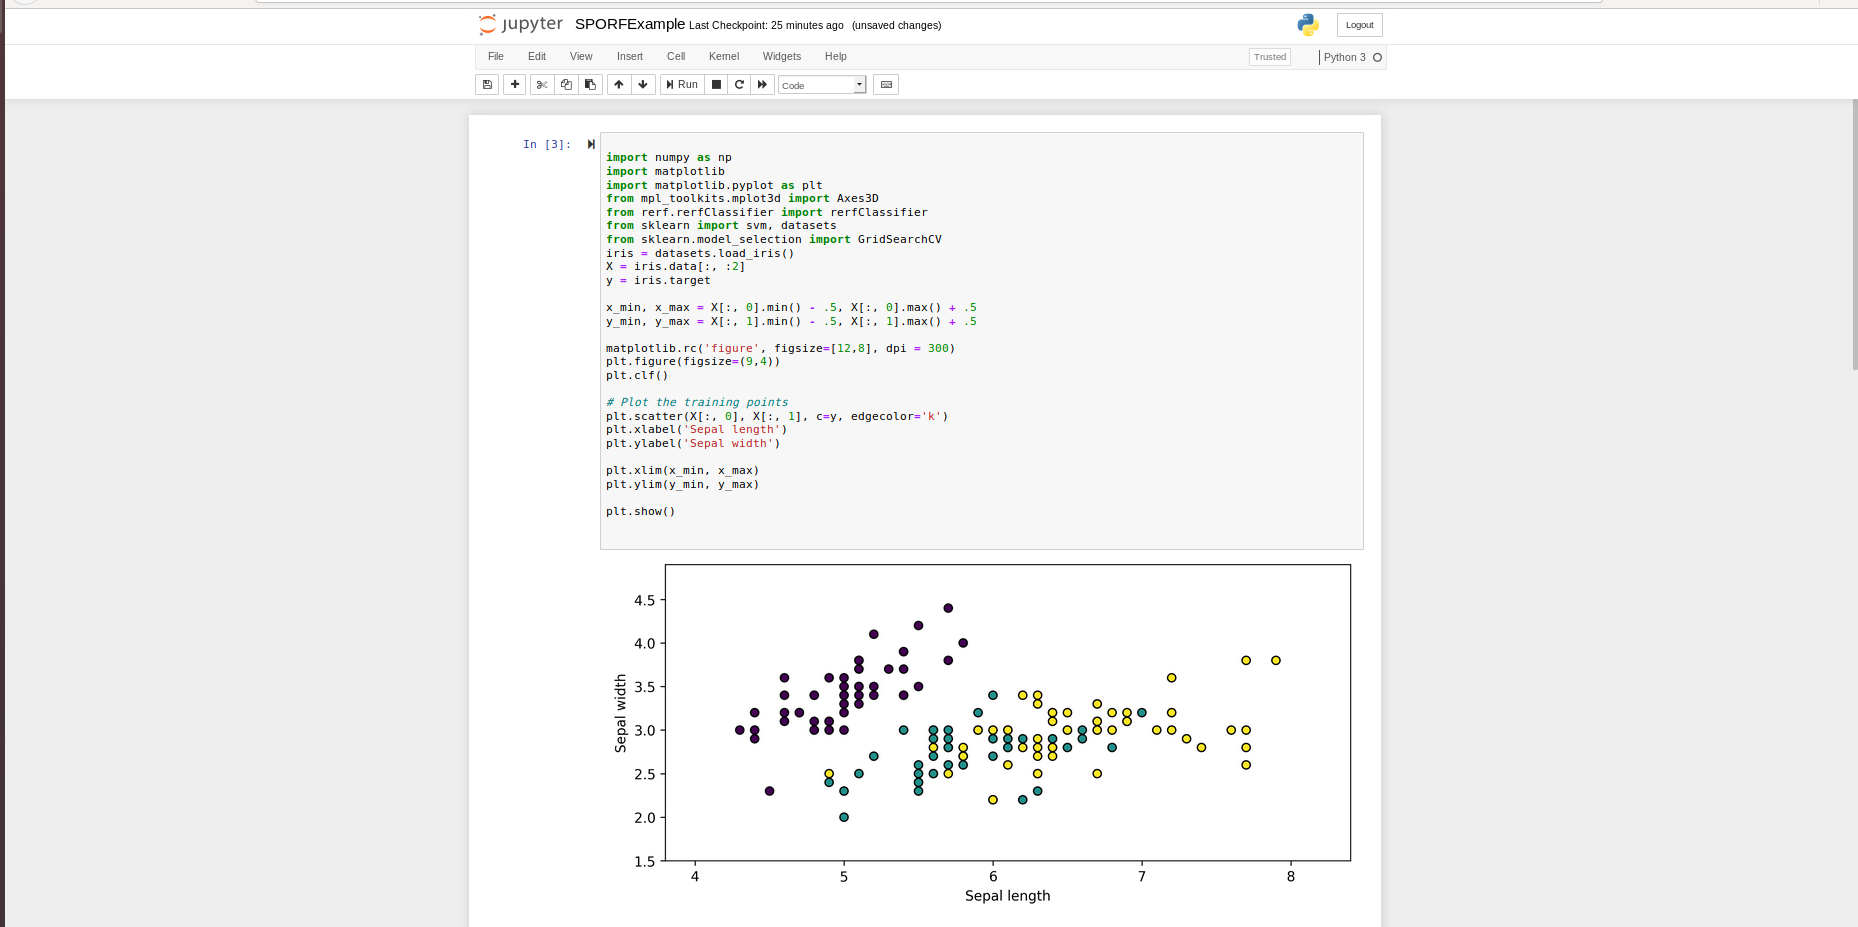 jupyter SPORFExample Last Checkpoint: 25 minutes ago (unsaved changes) Logout
File Edit View Insert Cell Kernel Widgets Help Trusted Python 3
Run Code
In [3]:
import numpy as np
import matplotlib
import matplotlib.pyplot as plt
from mpl_toolkits.mplot3d import Axes3D
from rerf.rerfClassifier import rerfClassifier
from sklearn import svm, datasets
from sklearn.model_selection import GridSearchCV
iris = datasets.load_iris()
X = iris.data[:, :2]
y = iris.target
x_min, x_max = X[:, 0].min() - .5, X[:, 0].max() + .5
y_min, y_max = X[:, 1].min() - .5, X[:, 1].max() + .5
matplotlib.rc('figure', figsize=[12,8], dpi = 300)
plt.figure(figsize=(9,4))
plt.clf()
# Plot the training points
plt.scatter(X[:, 0], X[:, 1], c=y, edgecolor='k')
plt.xlabel('Sepal length')
plt.ylabel('Sepal width')
plt.xlim(x_min, x_max)
plt.ylim(y_min, y_max)
plt.show()
4.5
4.0
3.5
3.0
2.5
2.0
1.5
Sepal width
4 5 6 7 8
Sepal length